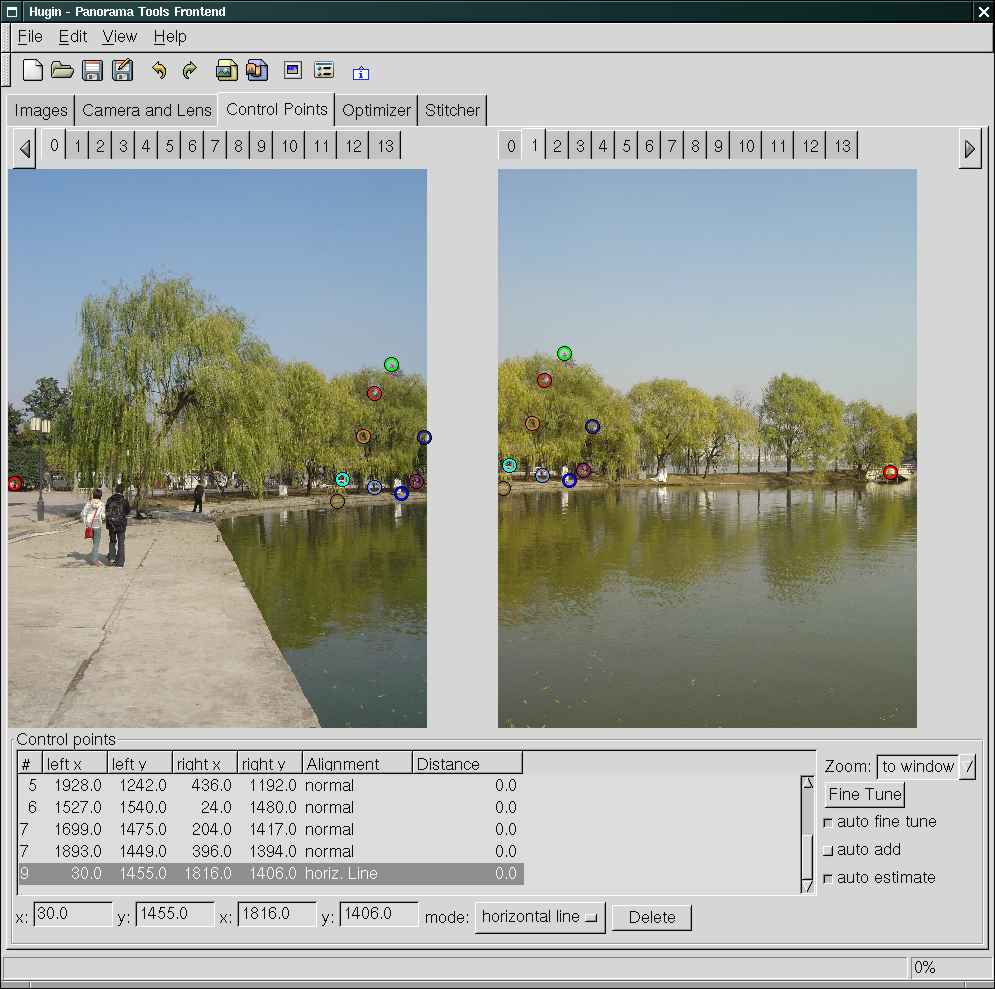 Hugin - Panorama Tools Frontend
File Edit View Help
Images Camera and Lens Control Points Optimizer Stitcher
0 1 2 3 4 5 6 7 8 9 10 11 12 13 0 1 2 3 4 5 6 7 8 9 10 11 12 13
Control points
# left x left y right x right y Alignment Distance
5 1928.0 1242.0 436.0 1192.0 normal 0.0
6 1527.0 1540.0 24.0 1480.0 normal 0.0
7 1699.0 1475.0 204.0 1417.0 normal 0.0
7 1893.0 1449.0 396.0 1394.0 normal 0.0
9 30.0 1455.0 1816.0 1406.0 horiz. Line 0.0
x: 30.0 y: 1455.0 x: 1816.0 y: 1406.0 mode: horizontal line Delete
Zoom: to window
Fine Tune
auto fine tune
auto add
auto estimate
0%